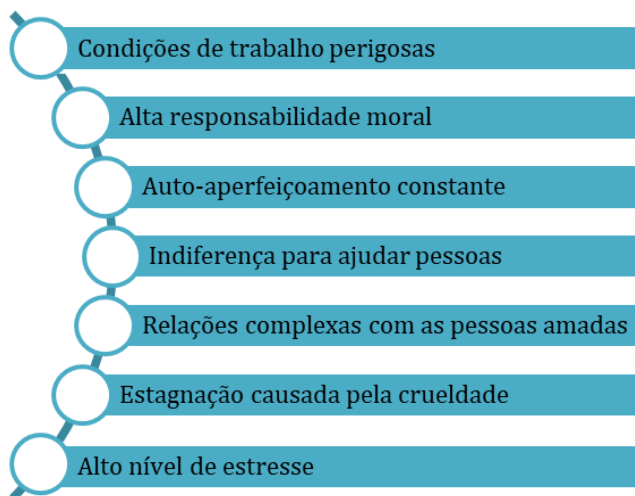 Condições de trabalho perigosas
Alta responsabilidade moral
Auto-aperfeiçoamento constante
Indiferença para ajudar pessoas
Relações complexas com as pessoas amadas
Estagnação causada pela crueldade
Alto nível de estresse